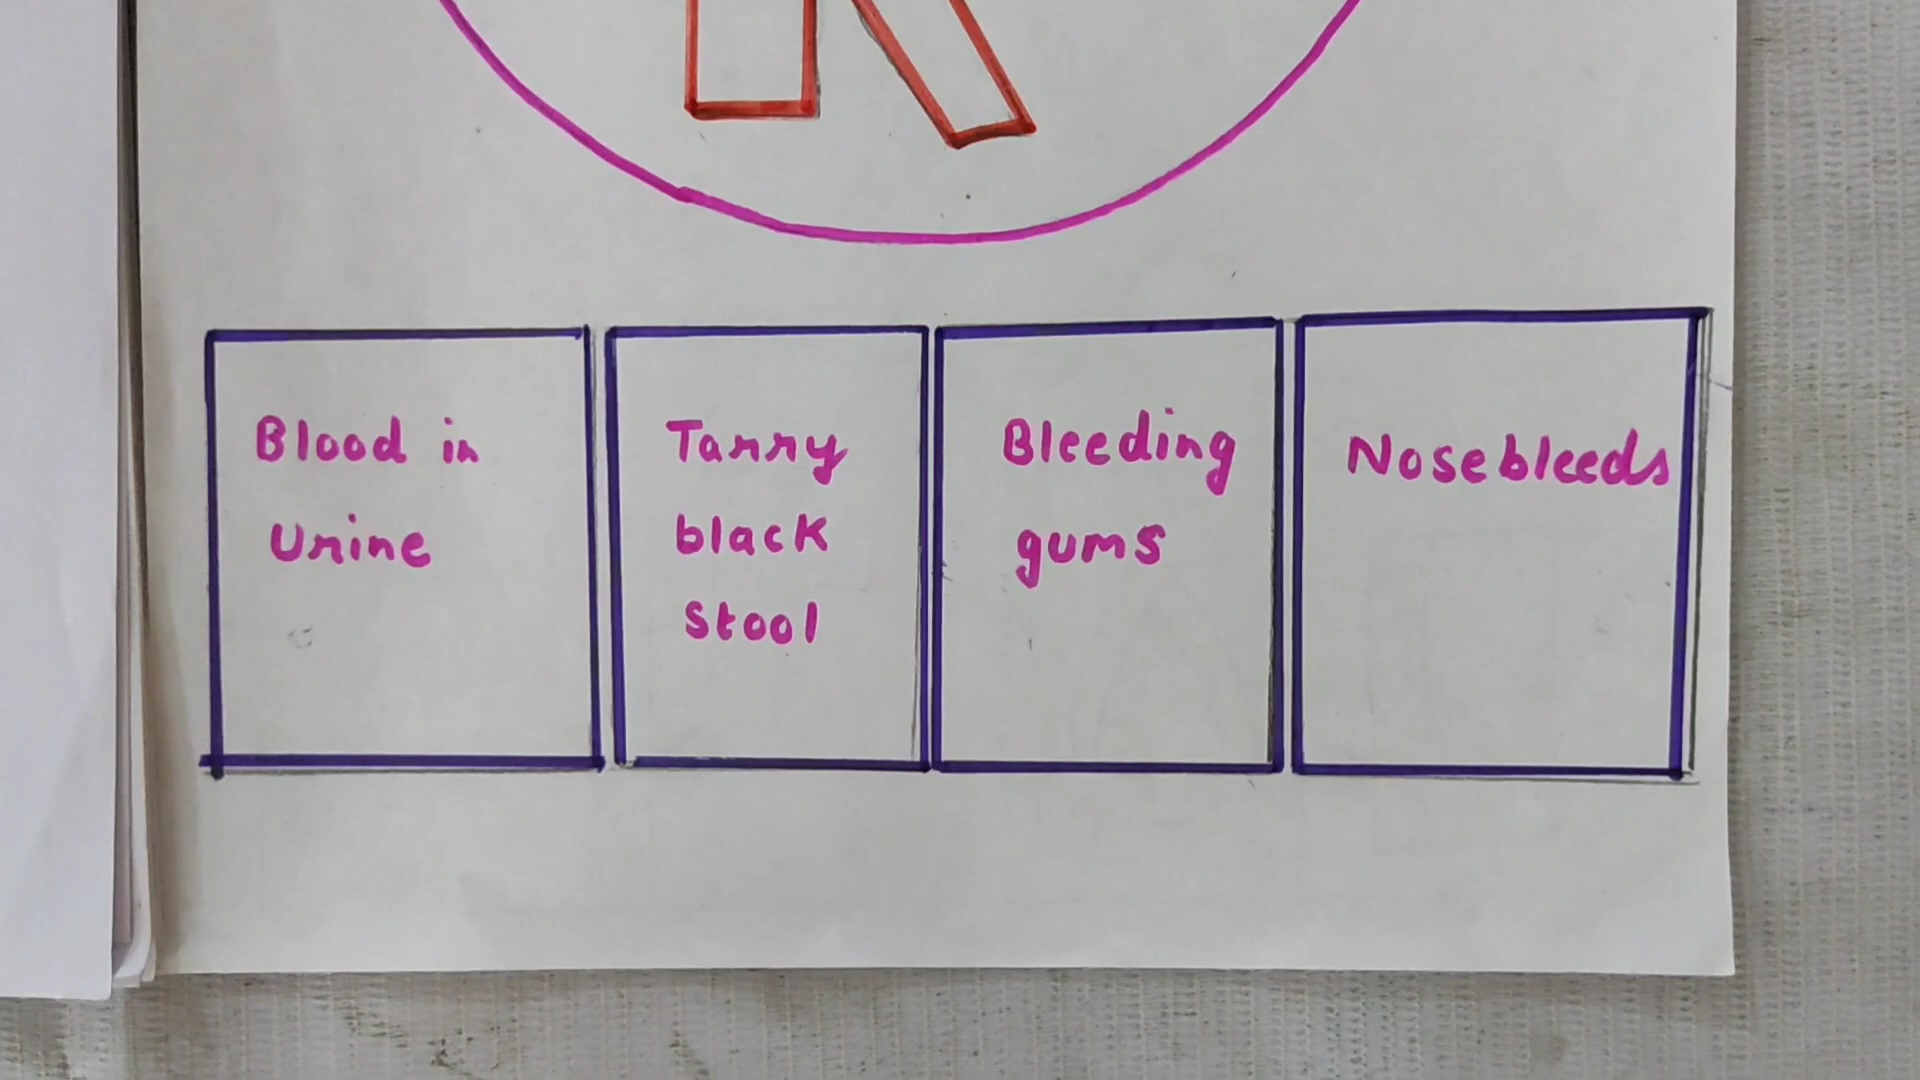 K
Blood in
Urine
Tarry
black
Stool
Bleeding
gums
Nosebleeds